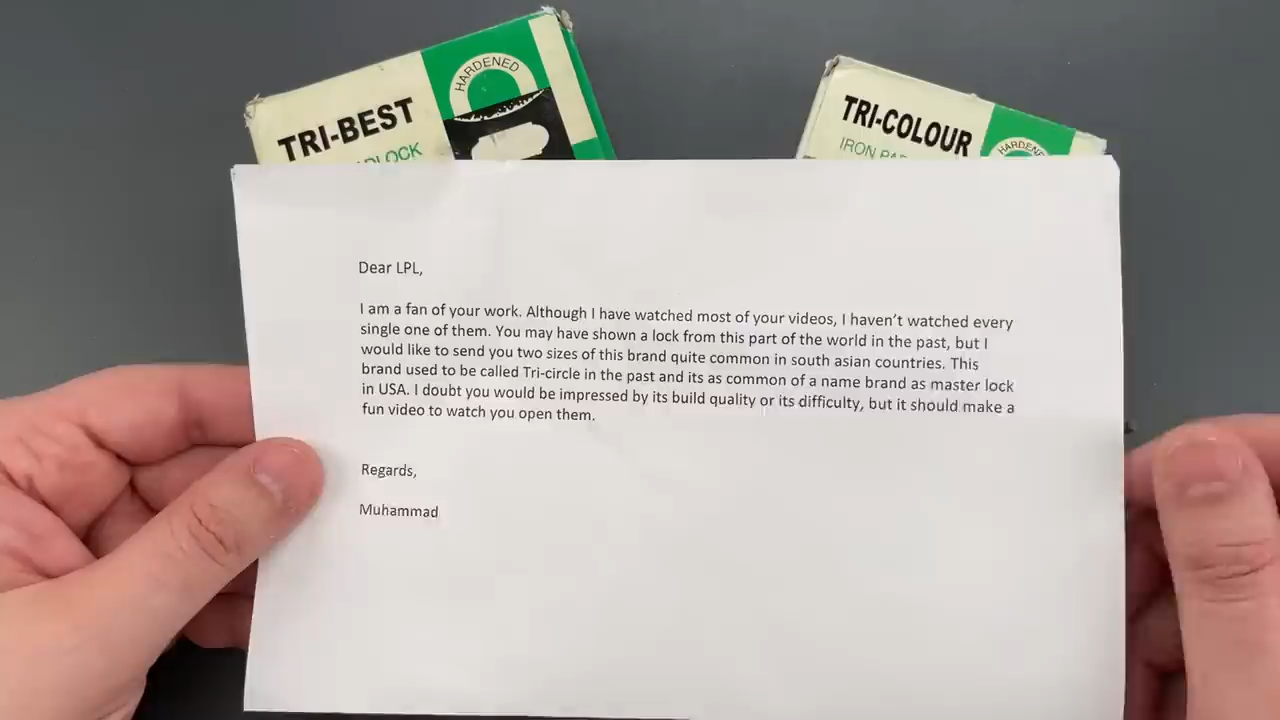 HARDENED
TRI-BEST
HARDENED
TRI-COLOUR
IRON
Dear LPL,
I am a fan of your work. Although I have watched most of your videos, I haven't watched every
single one of them. You may have shown a lock from this part of the world in the past, but I
would like to send you two sizes of this brand quite common in south asian countries. This
brand used to be called Tri-circle in the past and its as common of a name brand as master lock
in USA. I doubt you would be impressed by its build quality or its difficulty, but it should make a
fun video to watch you open them.
Regards,
Muhammad